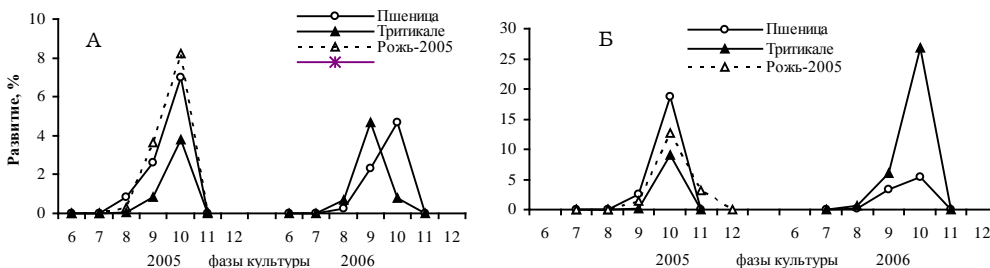 А
Развитие, %
10
8
6
4
2
0
Пшеница
Тритикале
Рожь-2005
6 7 8 9 10 11 12 6 7 8 9 10 11 12
2005 фазы культуры 2006
Б
30
25
20
15
10
5
0
Пшеница
Тритикале
Рожь-2005
6 7 8 9 10 11 12 6 7 8 9 10 11 12
2005 фазы культуры 2006